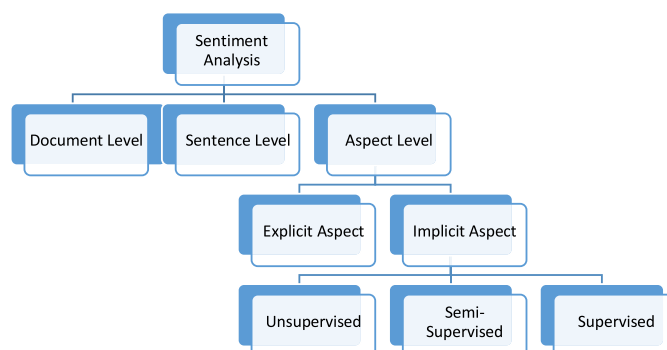 Sentiment
Analysis
Document Level
Sentence Level
Aspect Level
Explicit Aspect
Implicit Aspect
Unsupervised
Semi-
Supervised
Supervised